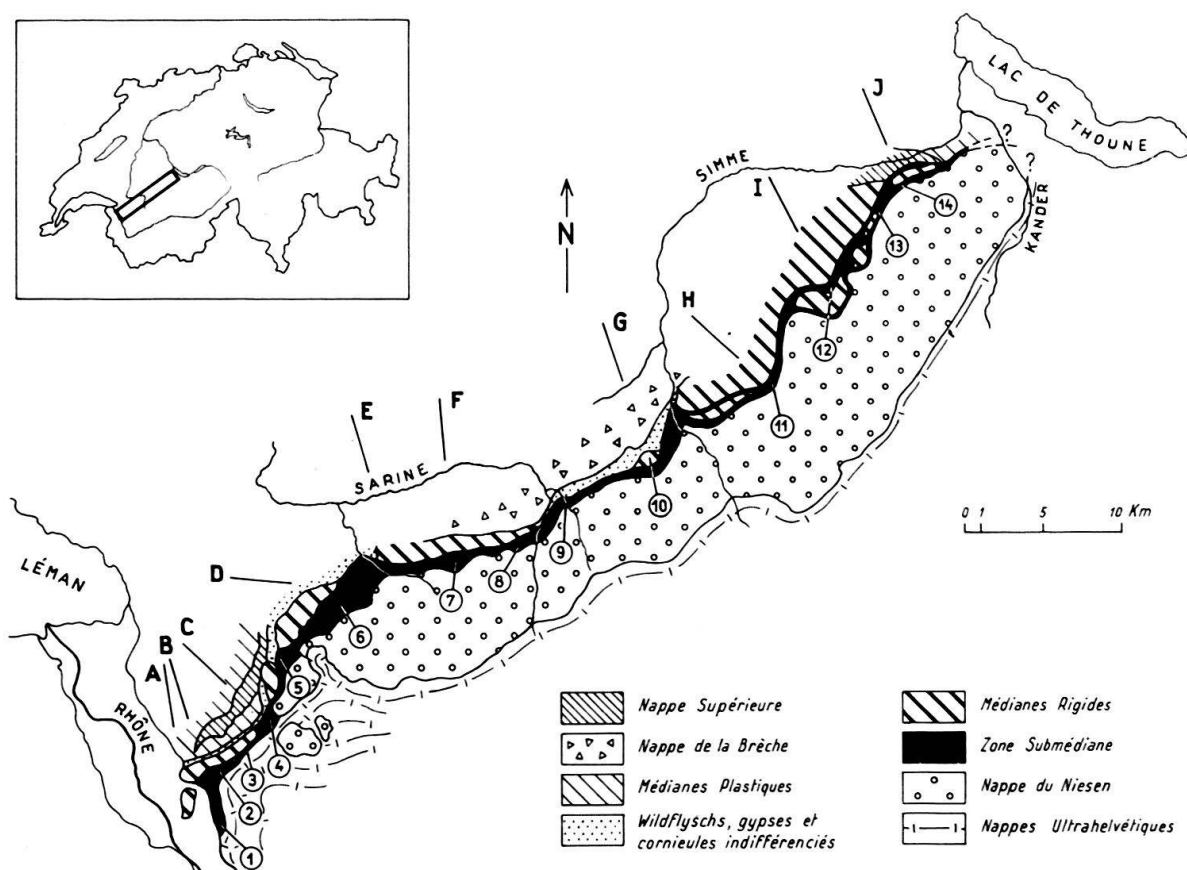 LAC DE THOUNE
J
SIMME
I
?
?
14
KANDER
13
N
H
12
G
11
E
F
SARINE
10
9
0 1 5 10 Km
LÉMAN
D
8
7
6
C
B
A
5
RHÔNE
4
3
2
1
Nappe Supérieure
Nappe de la Brèche
Médianes Plastiques
Wildflyschs, gypses et
cornieules indifférenciés
Médianes Rigides
Zone Submédiane
Nappe du Niesen
Nappes Ultrahelvétiques